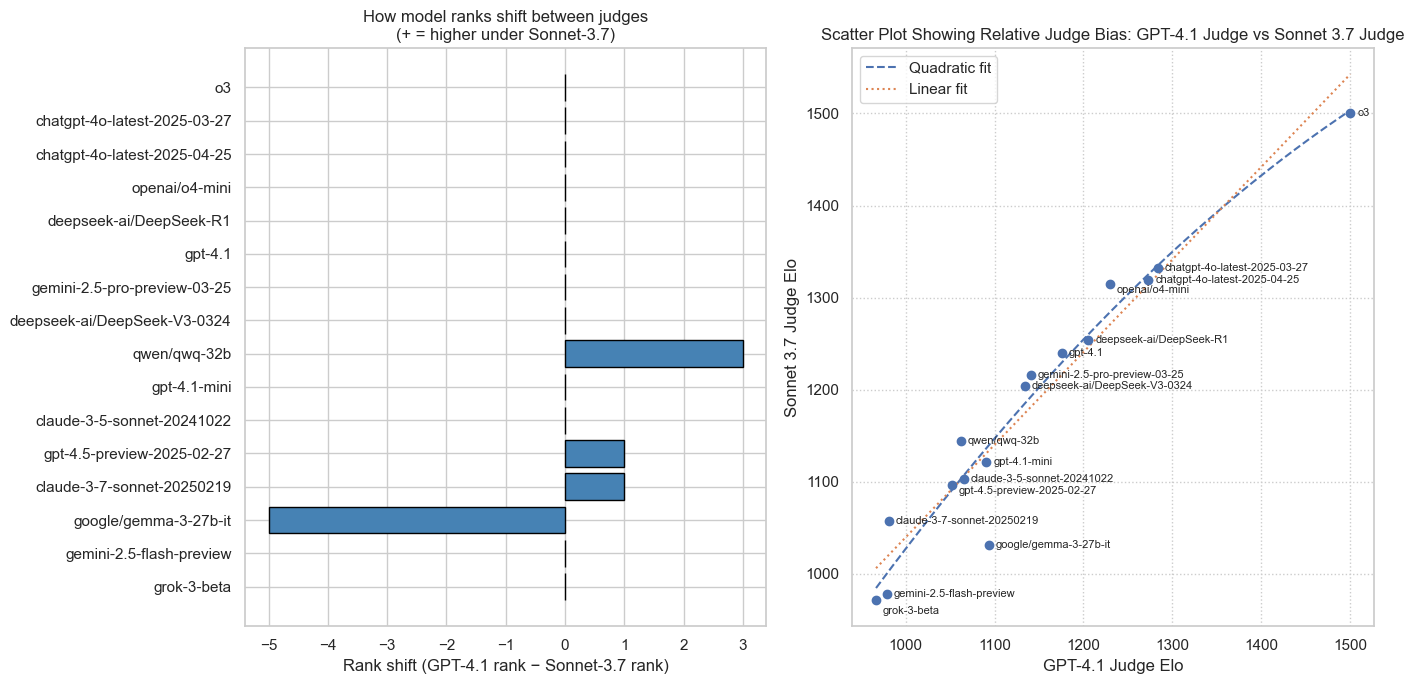 How model ranks shift between judges
(+ = higher under Sonnet-3.7)
o3
chatgpt-4o-latest-2025-03-27
chatgpt-4o-latest-2025-04-25
openai/o4-mini
deepseek-ai/DeepSeek-R1
gpt-4.1
gemini-2.5-pro-preview-03-25
deepseek-ai/DeepSeek-V3-0324
qwen/qwq-32b
gpt-4.1-mini
claude-3-5-sonnet-20241022
gpt-4.5-preview-2025-02-27
claude-3-7-sonnet-20250219
google/gemma-3-27b-it
gemini-2.5-flash-preview
grok-3-beta
−5 −4 −3 −2 −1 0 1 2 3
Rank shift (GPT-4.1 rank − Sonnet-3.7 rank)
Scatter Plot Showing Relative Judge Bias: GPT-4.1 Judge vs Sonnet 3.7 Judge
Quadratic fit
Linear fit
Sonnet 3.7 Judge Elo
1500
1400
1300
1200
1100
1000
o3
chatgpt-4o-latest-2025-03-27
chatgpt-4o-latest-2025-04-25
openai/o4-mini
deepseek-ai/DeepSeek-R1
gpt-4.1
gemini-2.5-pro-preview-03-25
deepseek-ai/DeepSeek-V3-0324
qwen/qwq-32b
gpt-4.1-mini
claude-3-5-sonnet-20241022
gpt-4.5-preview-2025-02-27
claude-3-7-sonnet-20250219
google/gemma-3-27b-it
gemini-2.5-flash-preview
grok-3-beta
1000 1100 1200 1300 1400 1500
GPT-4.1 Judge Elo